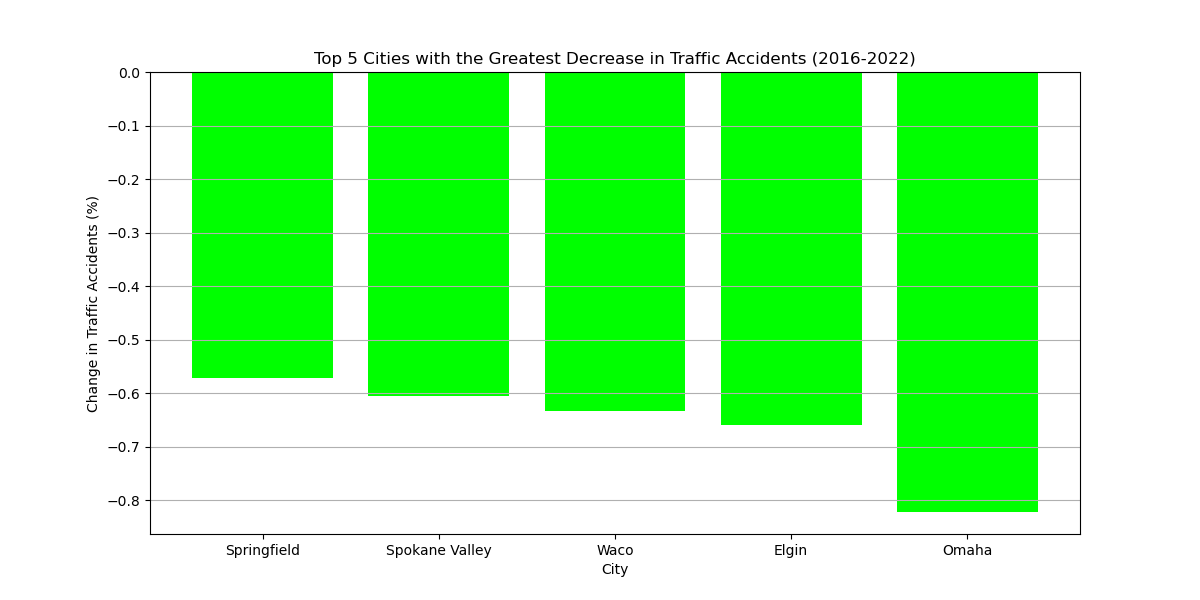 Top 5 Cities with the Greatest Decrease in Traffic Accidents (2016-2022)
Change in Traffic Accidents (%)
0.0
−0.1
−0.2
−0.3
−0.4
−0.5
−0.6
−0.7
−0.8
Springfield
Spokane Valley
Waco
Elgin
Omaha
City